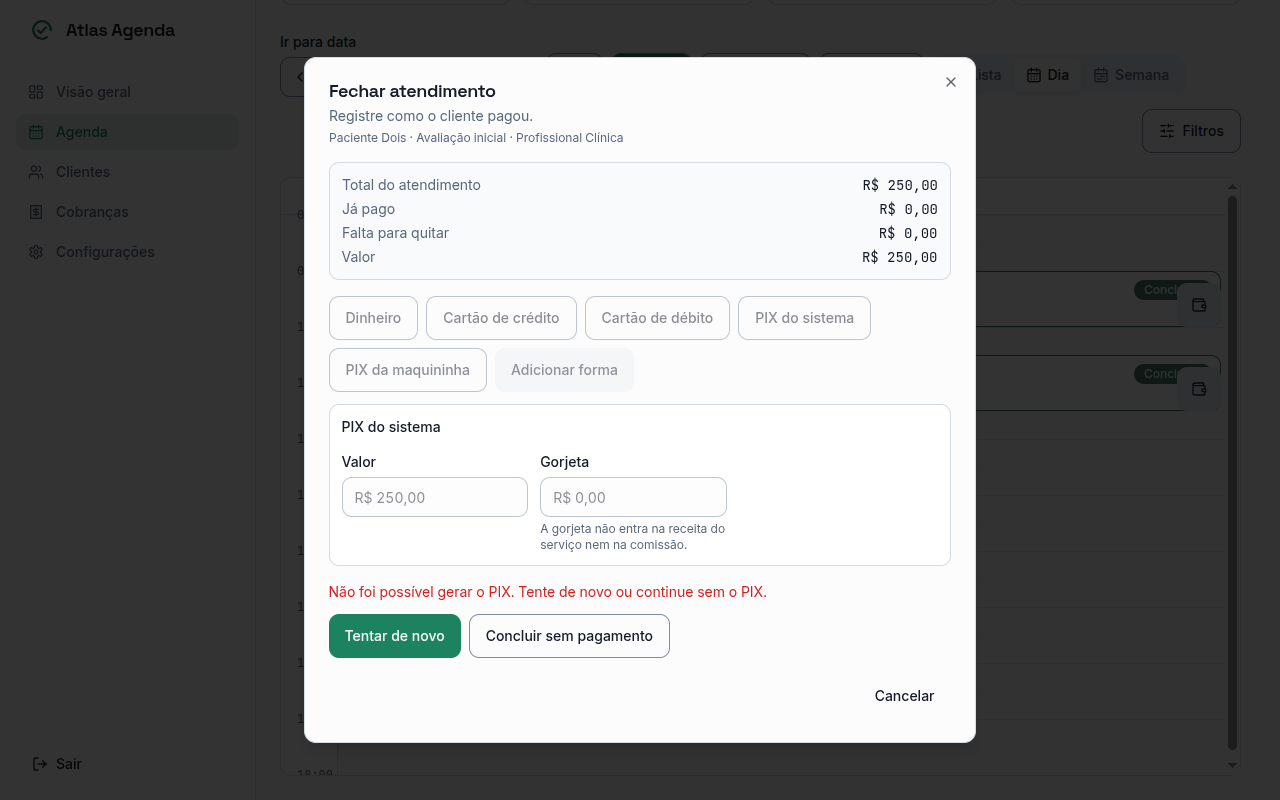 Atlas Agenda
Visão geral
Agenda
Clientes
Cobranças
Configurações
Sair
Ir para data
Dia
Semana
Filtros
Fechar atendimento
Registre como o cliente pagou.
Paciente Dois · Avaliação inicial · Profissional Clínica
Total do atendimento R$ 250,00
Já pago R$ 0,00
Falta para quitar R$ 0,00
Valor R$ 250,00
Dinheiro Cartão de crédito Cartão de débito PIX do sistema
PIX da maquininha Adicionar forma
PIX do sistema
Valor Gorjeta
R$ 250,00 R$ 0,00
A gorjeta não entra na receita do
serviço nem na comissão.
Não foi possível gerar o PIX. Tente de novo ou continue sem o PIX.
Tentar de novo Concluir sem pagamento
Cancelar
18:00